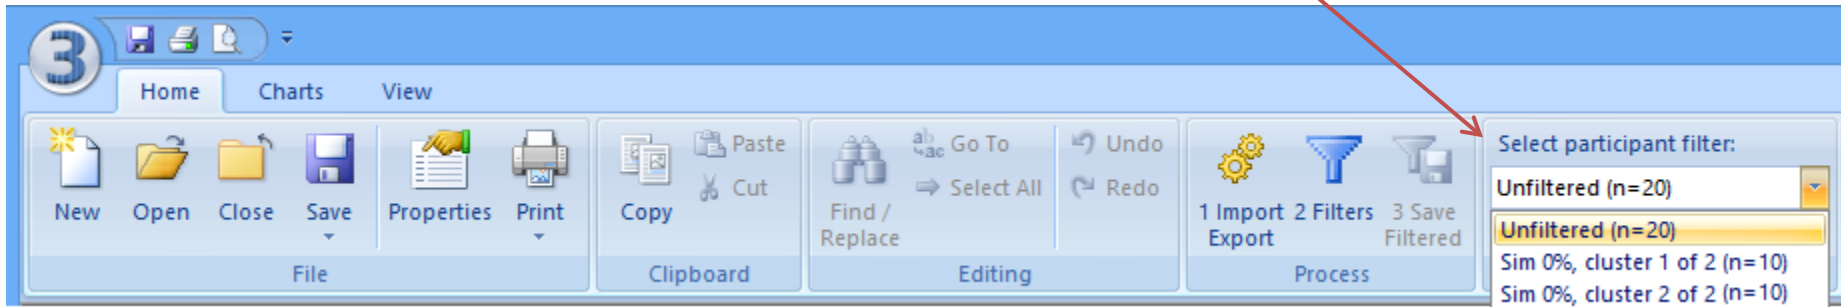 3
Home Charts View
New Open Close Save Properties Print
File
Copy Paste
Cut
Clipboard
Find /
Replace
ab
ac Go To
Select All
Undo
Redo
Editing
1 Import
Export
2 Filters
3 Save
Filtered
Process
Select participant filter:
Unfiltered (n=20)
Unfiltered (n=20)
Sim 0%, cluster 1 of 2 (n=10)
Sim 0%, cluster 2 of 2 (n=10)